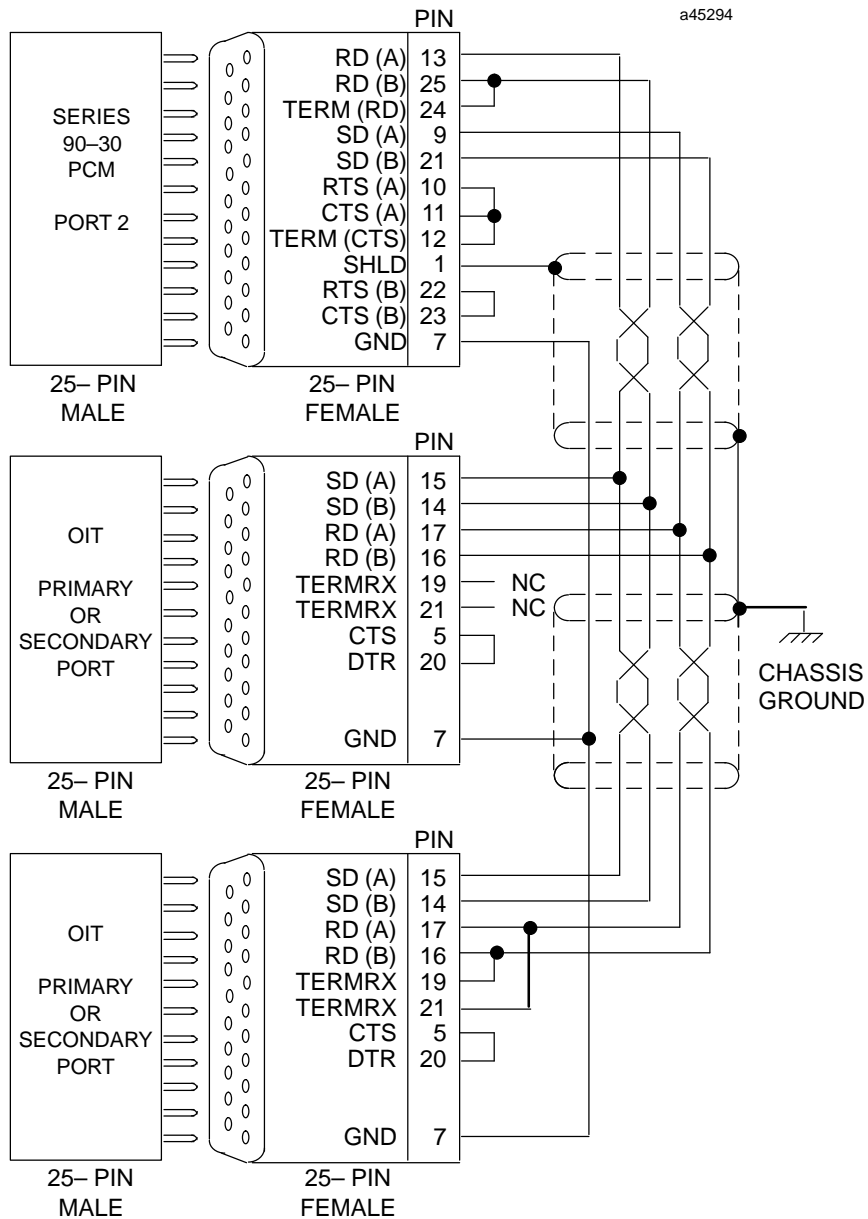 a45294
PIN
SERIES
90–30
PCM
PORT 2
RD (A) 13
RD (B) 25
TERM (RD) 24
SD (A) 9
SD (B) 21
RTS (A) 10
CTS (A) 11
TERM (CTS) 12
SHLD 1
RTS (B) 22
CTS (B) 23
GND 7
25– PIN
MALE
25– PIN
FEMALE
PIN
OIT
PRIMARY
OR
SECONDARY
PORT
SD (A) 15
SD (B) 14
RD (A) 17
RD (B) 16
TERMRX 19 NC
TERMRX 21 NC
CTS 5
DTR 20
GND 7
CHASSIS
GROUND
25– PIN
MALE
25– PIN
FEMALE
PIN
OIT
PRIMARY
OR
SECONDARY
PORT
SD (A) 15
SD (B) 14
RD (A) 17
RD (B) 16
TERMRX 19
TERMRX 21
CTS 5
DTR 20
GND 7
25– PIN
MALE
25– PIN
FEMALE